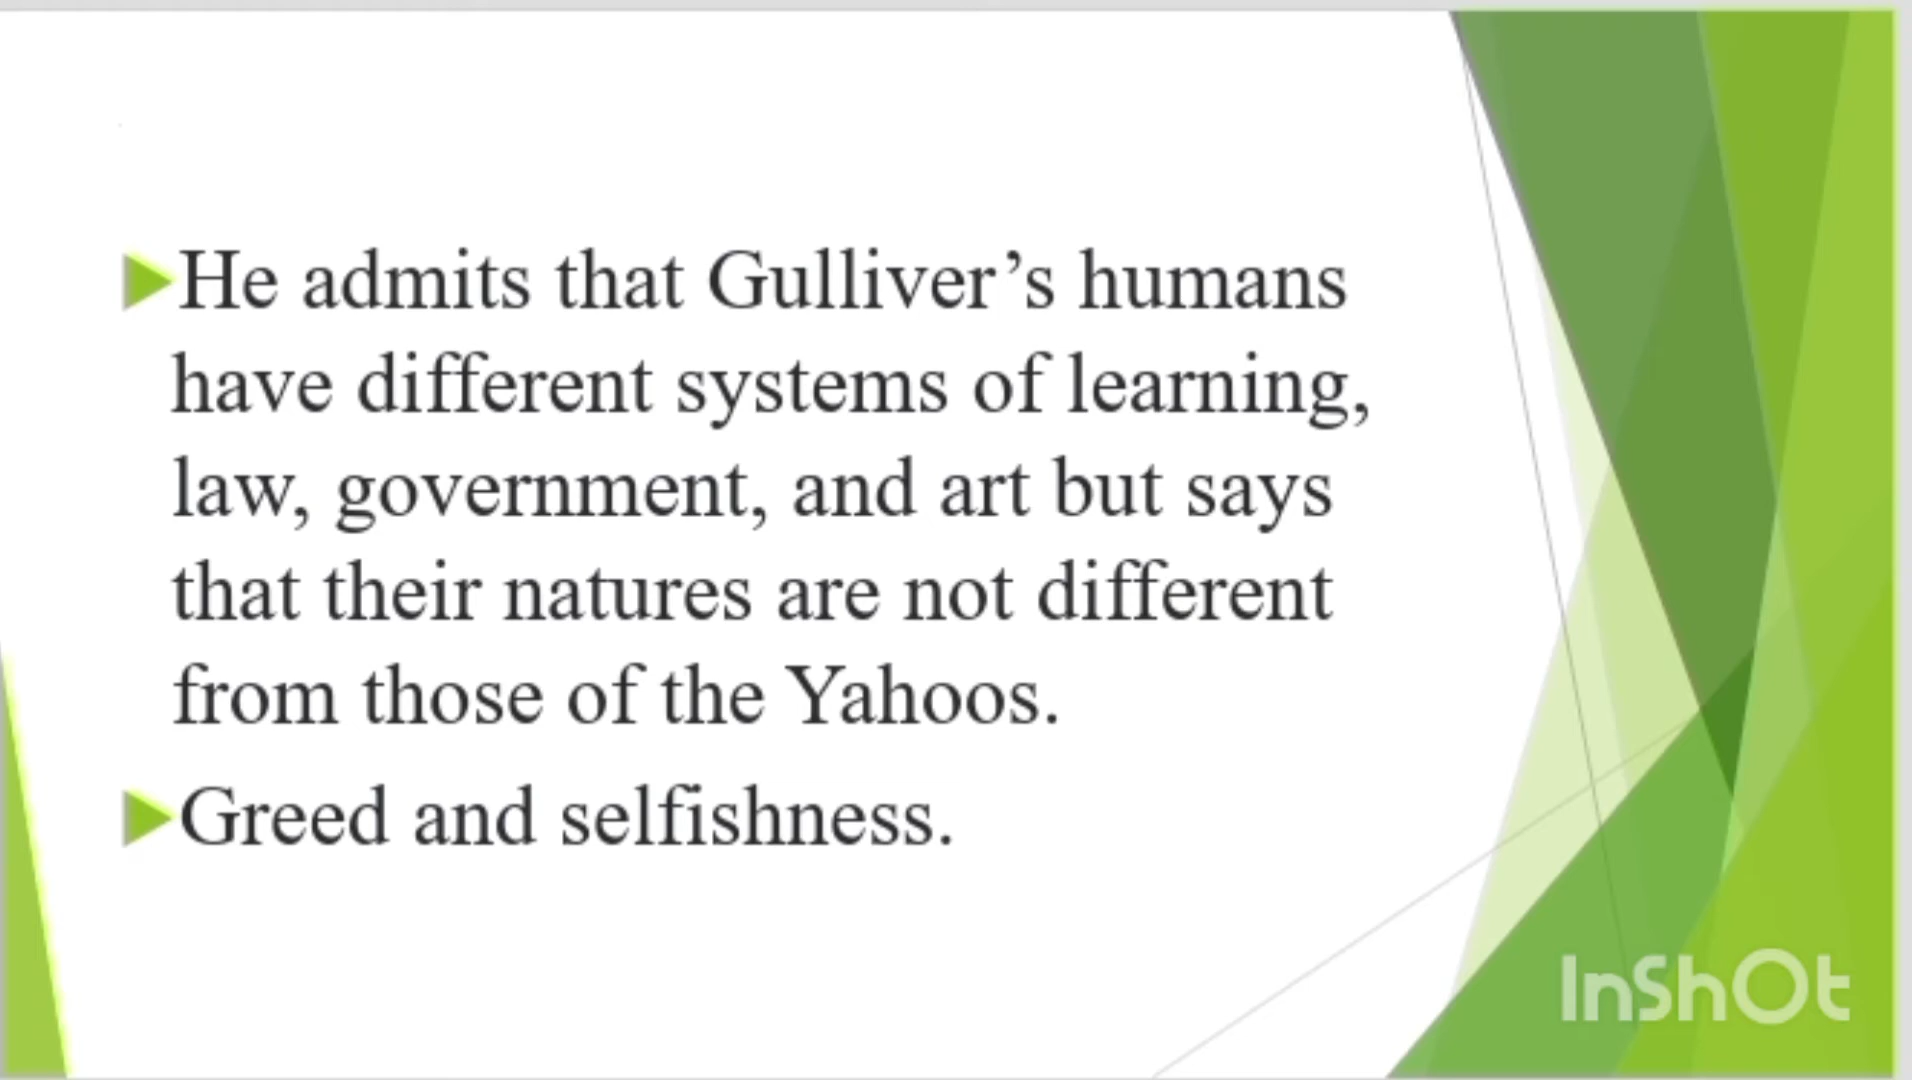 He admits that Gulliver’s humans
have different systems of learning,
law, government, and art but says
that their natures are not different
from those of the Yahoos.
Greed and selfishness.
InShOt